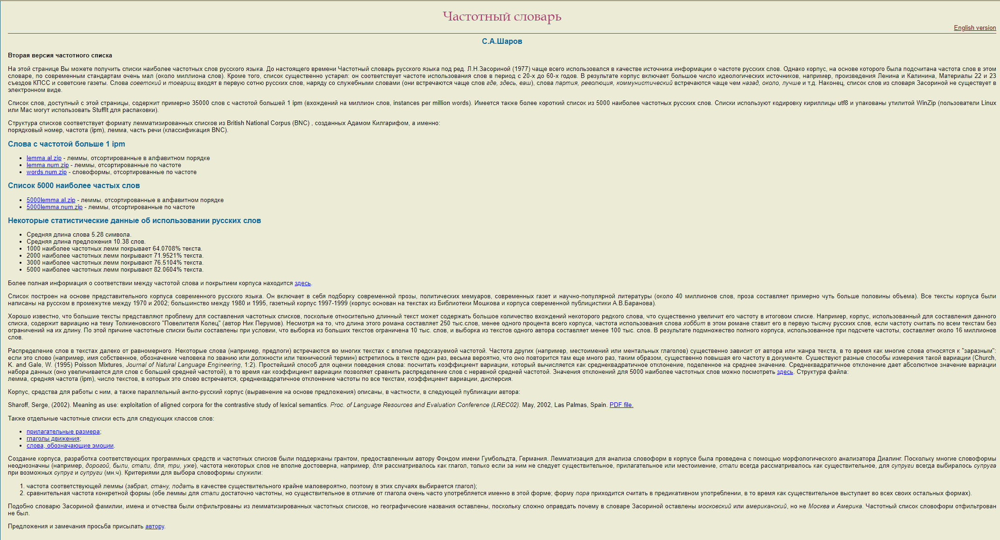 Частотный словарь
English version
С.А.Шаров
Вторая версия частотного списка
На этой странице Вы можете получить списки наиболее частотных слов русского языка. До настоящего времени Частотный словарь русского языка под ред. Л.Н.Засориной (1977) чаще всего использовался в качестве источника информации о частоте русских слов. Однако корпус, на основе которого была подсчитана частота слов в этом
словаре, по современным стандартам очень мал (около миллиона слов). Кроме того, список существенно устарел: он соответствует частоте использования слов в период с 20-х до 60-х годов. В результате корпус включает большое число идеологических источников, например, произведения Ленина и Калинина, Материалы 22 и 23
съездов КПСС и советские газеты. Слова советский и товарищ входят в первую сотню русских слов, наряду со служебными словами (они встречаются чаще слов где, здесь, ваш), слова партия, революция, коммунистический встречаются чаще чем назад, около, лучше и т.д. Наконец, список слов из словаря Засориной не существует в
электронном виде.
Список слов, доступный с этой страницы, содержит примерно 35000 слов с частотой большей 1 ipm (вхождений на миллион слов, instances per million words). Имеется также более короткий список из 5000 наиболее частотных русских слов. Списки используют кодировку кириллицы utf8 и упакованы утилитой WinZip (пользователи Linux
или Mac могут использовать StuffIt для распаковки).
Структура списков соответствует формату лемматизированных списков из British National Corpus (BNC) , созданных Адамом Килгарифом, а именно:
порядковый номер, частота (ipm), лемма, часть речи (классификация BNC).
Слова с частотой больше 1 ipm
• lemma.al.zip - леммы, отсортированные в алфавитном порядке
• lemma.num.zip - леммы, отсортированные по частоте
• words.num.zip - словоформы, отсортированные по частоте
Список 5000 наиболее частых слов
• 5000lemma.al.zip - леммы, отсортированные в алфавитном порядке
• 5000lemma.num.zip - леммы, отсортированные по частоте
Некоторые статистические данные об использовании русских слов
• Средняя длина слова 5.28 символа.
• Средняя длина предложения 10.38 слов.
• 1000 наиболее частотных лемм покрывает 64.0708% текста.
• 2000 наиболее частотных лемм покрывают 71.9521% текста.
• 3000 наиболее частотных лемм покрывают 76.5104% текста.
• 5000 наиболее частотных лемм покрывают 82.0604% текста.
Более полная информация о соответствии между частотой слова и покрытием корпуса находится здесь.
Список построен на основе представительного корпуса современного русского языка. Он включает в себя подборку современной прозы, политических мемуаров, современных газет и научно-популярной литературы (около 40 миллионов слов, проза составляет примерно чуть больше половины объема). Все тексты корпуса были
написаны на русском в промежутке между 1970 и 2002; большинство между 1980 и 1995, газетный корпус 1997-1999 (корпус основан на текстах из Библиотеки Мошкова и корпуса современной публицистики А.В.Баранова).
Хорошо известно, что большие тексты представляют проблему для составления частотных списков, поскольку относительно длинный текст может содержать большое количество вхождений некоторого редкого слова, что существенно увеличит его частоту в итоговом списке. Например, корпус, использованный для составления данного
списка, содержит вариацию на тему Толкиеновского "Повелителя Колец" (автор Ник Перумов). Несмотря на то, что длина этого романа составляет 250 тыс.слов, менее одного процента всего корпуса, частота использования слова хоббит в этом романе ставит его в первую тысячу русских слов, если частоту считать по всем текстам без
ограничений на их длину. По этой причине частотные списки были составлены при условии, что выборка из больших текстов ограничена 10 тыс. слов, и выборка из текстов одного автора составляет менее 100 тыс. слов. В результате подмножество полного корпуса, использованное при подсчете частоты, составляет около 16 миллионов
слов.
Распределение слов в текстах далеко от равномерного. Некоторые слова (например, предлоги) встречаются во многих текстах с вполне предсказуемой частотой. Частота других (например, местоимений или ментальных глаголов) существенно зависит от автора или жанра текста, в то время как многие слова относятся к "заразным":
если это слово (например, имя собственное, обозначение человека по званию или должности или технический термин) встретилось в тексте один раз, весьма вероятно, что оно повторится там еще много раз, таким образом, существенно повышая его частоту в документе. Сушествуют разные способы измерения такой вариации (Church,
K. and Gale, W. (1995) Poisson Mixtures, Journal of Natural Language Engineering, 1:2). Простейший способ для оценки поведения слова: посчитать коэффициент вариации, который вычисляется как среднеквадратичное отклонение, поделенное на среднее значение. Среднеквадратичное отклонение дает абсолютное значение вариации
набора данных (оно увеличивается для слов с большей средней частотой), в то время как коэффициент вариации позволяет сравнить распределение слов с неравной средней частотой. Значения отклонений для 5000 наиболее частотных слов можно посмотреть здесь. Структура файла:
лемма, средняя частота (ipm), число текстов, в которых это слово встречается, среднеквадратичное отклонение частоты по все текстам, коэффициент вариации, дисперсия.
Корпус, средства для работы с ним, а также параллельный англо-русский корпус (выравнение на основе предложения) описаны, в частности, в следующей публикации автора:
Sharoff, Serge, (2002). Meaning as use: exploitation of aligned corpora for the contrastive study of lexical semantics. Proc. of Language Resources and Evaluation Conference (LREC02). May, 2002, Las Palmas, Spain. PDF file.
Также отдельные частотные списки есть для следующих классов слов:
• прилагательные размера;
• глаголы движения;
• слова, обозначающие эмоции.
Создание корпуса, разработка соответствующих программных средств и частотных списков были поддержаны грантом, предоставленным автору Фондом имени Гумбольдта, Германия. Лемматизация для анализа словоформ в корпусе была проведена с помощью морфологического анализатора Диалинг. Поскольку многие словоформы
неоднозначны (например, дорогой, были, стали, для, три, уже), частота некоторых слов не вполне достоверна, например, для рассматривалось как глагол, только если за ним не следует существительное, прилагательное или местоимение, стали всегда рассматривалось как существительное, для супруги всегда выбиралось супруга
при возможных супруг и супруги (мн.ч). Критериями для выбора словоформы служили:
1. частота соответствующей леммы (забрал, стану, подать в качестве существительного крайне маловероятно, поэтому в этих случаях выбирается глагол);
2. сравнительная частота конкретной формы (обе леммы для стали достаточно частотны, но существительное в отличие от глагола очень часто употребляется именно в этой форме; форму пора приходится считать в предикативном употреблении, в то время как существительное выступает во всех своих остальных формах).
Подобно словарю Засориной фамилии, имена и отчества были отфильтрованы из лемматизированных частотных списков, но географические названия оставлены, поскольку сложно оправдать почему в словаре Засориной оставлены московский или американский, но не Москва и Америка. Частотный список словоформ отфильтрован
не был.
Предложения и замечания просьба присылать автору.